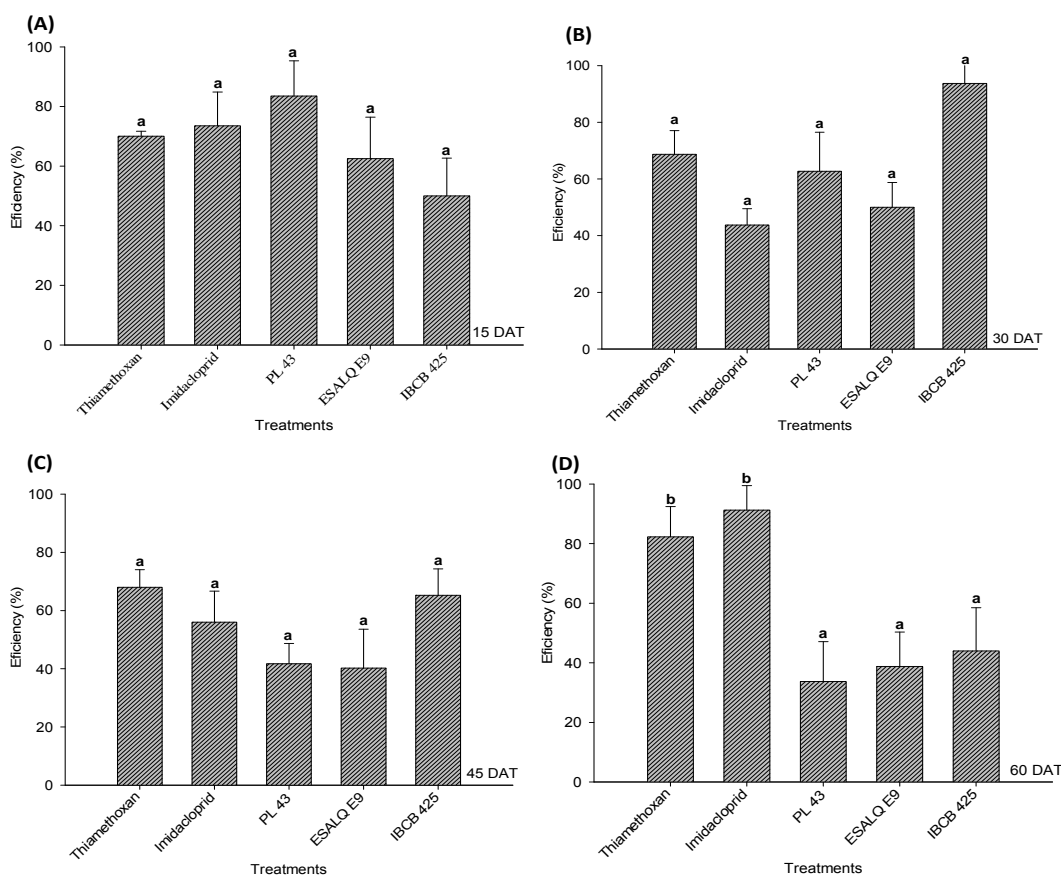 (A)
100
80
60
40
20
0
Eficiency (%)
a
a
a
a
a
15 DAT
Thiamethoxan
Imidacloprid
PL 43
ESALQ E9
IBCB 425
Treatments
(B)
100
80
60
40
20
0
Eficiency (%)
a
a
a
a
a
30 DAT
Thiamethoxan
Imidacloprid
PL 43
ESALQ E9
IBCB 425
Treatments
(C)
100
80
60
40
20
0
Eficiency (%)
a
a
a
a
a
45 DAT
Thiamethoxan
Imidacloprid
PL 43
ESALQ E9
IBCB 425
Treatments
(D)
100
80
60
40
20
0
Eficiency (%)
b
b
a
a
a
60 DAT
Thiamethoxan
Imidacloprid
PL 43
ESALQ E9
IBCB 425
Treatments